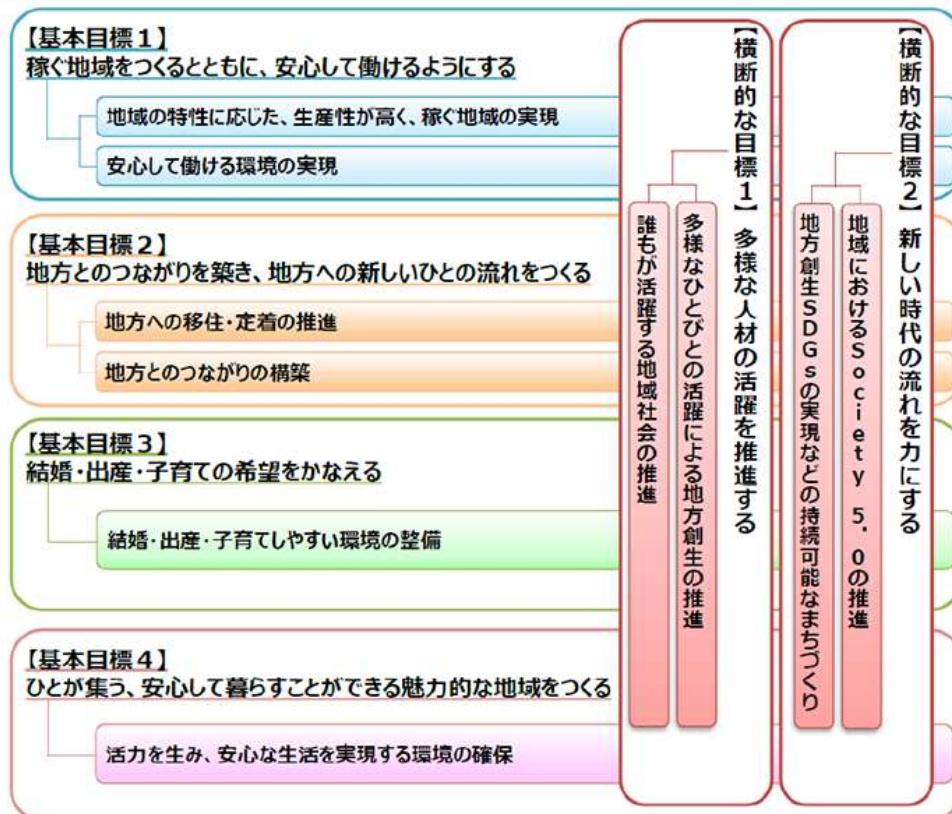 【基本目標1】
稼ぐ地域をつくるとともに、安心して働けるようにする
地域の特性に応じた、生産性が高く、稼ぐ地域の実現
安心して働ける環境の実現
【基本目標2】
地方とのつながりを築き、地方への新しいひとの流れをつくる
地方への移住・定着の推進
地方とのつながりの構築
【基本目標3】
結婚・出産・子育ての希望をかなえる
結婚・出産・子育てしやすい環境の整備
【基本目標4】
ひとが集う、安心して暮らすことができる魅力的な地域をつくる
活力を生み、安心な生活を実現する環境の確保
【横断的な目標1】多様な人材の活躍を推進する
多様なひとびとの活躍による地方創生の推進
誰もが活躍する地域社会の推進
【横断的な目標2】新しい時代の流れを力にする
地域におけるSociety 5.0の推進
地方創生SDGsの実現などの持続可能なまちづくり